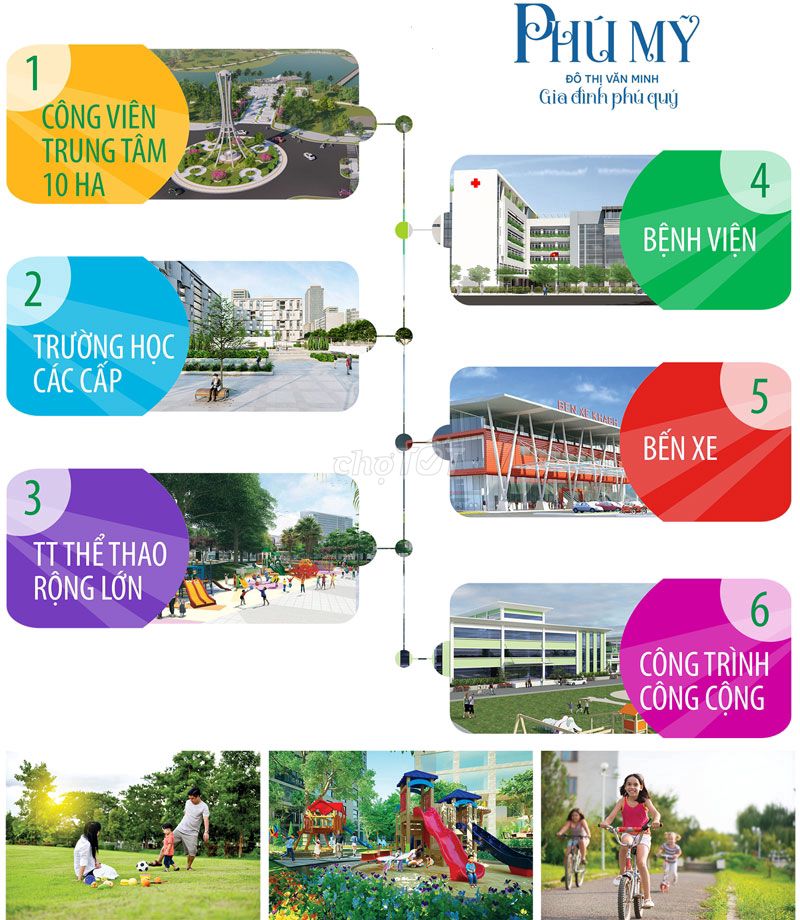 PHÚ MỸ
ĐÔ THỊ VĂN MINH
Gia đình phú quý
1
CÔNG VIÊN
TRUNG TÂM
10 HA
4
BỆNH VIỆN
2
TRƯỜNG HỌC
CÁC CẤP
5
BẾN XE KHÁCH
BẾN XE
chợTỐT
3
TT THỂ THAO
RỘNG LỚN
6
CÔNG TRÌNH
CÔNG CỘNG